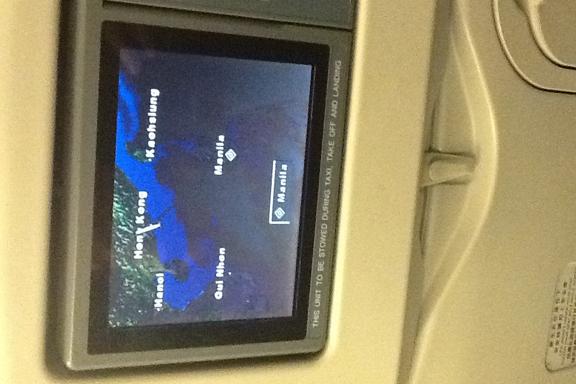 Kaohsiung
Hong Kong
Hanoi
Manila
Qui Nhon
Manila
THIS UNIT TO BE STOWED DURING TAXI, TAKE OFF AND LANDING